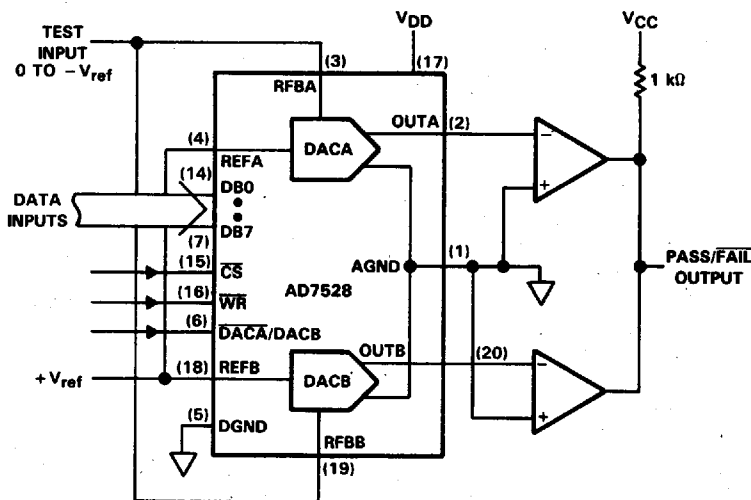 TEST
INPUT
0 TO – Vref
VDD
VCC
(3)
(17)
1 kΩ
RFBA
OUTA
(2)
–
+
(4)
REFA
DACA
(14)
DB0
DATA
INPUTS
DB7
(7)
(15)
CS
AGND
(1)
PASS/FAIL
OUTPUT
(16)
WR
AD7528
(6)
DACA/DACB
OUTB
(20)
–
+
+ Vref
(18)
REFB
DACB
(5)
DGND
RFBB
(19)